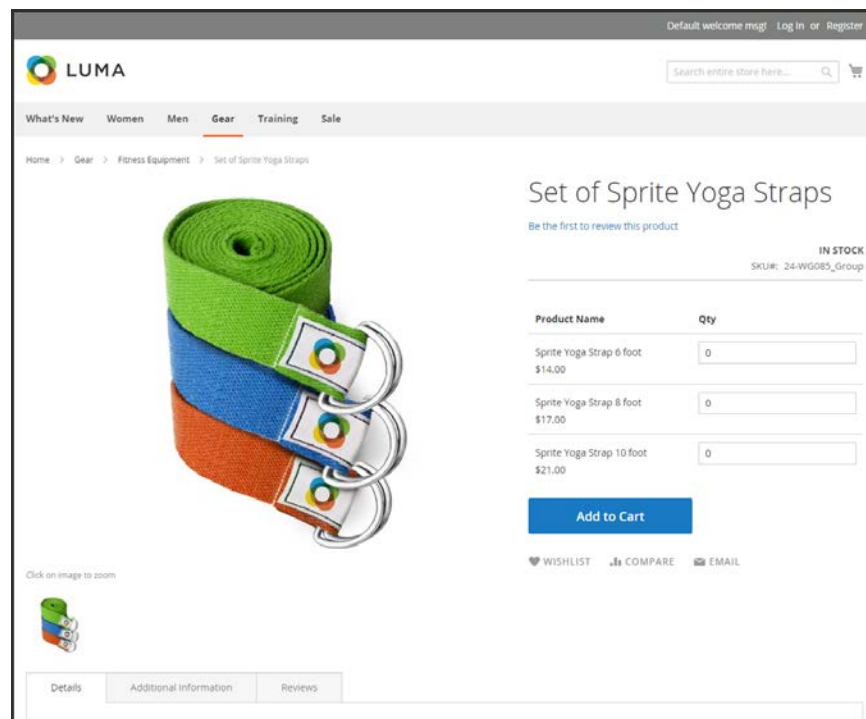 Default welcome msg! Log In or Register
LUMA
Search entire store here...
What's New Women Men Gear Training Sale
Home > Gear > Fitness Equipment > Set of Sprite Yoga Straps
Set of Sprite Yoga Straps
Be the first to review this product
IN STOCK
SKU#: 24-WG085_Group
Product Name Qty
Sprite Yoga Strap 6 foot 0
$14.00
Sprite Yoga Strap 8 foot 0
$17.00
Sprite Yoga Strap 10 foot 0
$21.00
Add to Cart
WISHLIST COMPARE EMAIL
Click on image to zoom
Details Additional Information Reviews